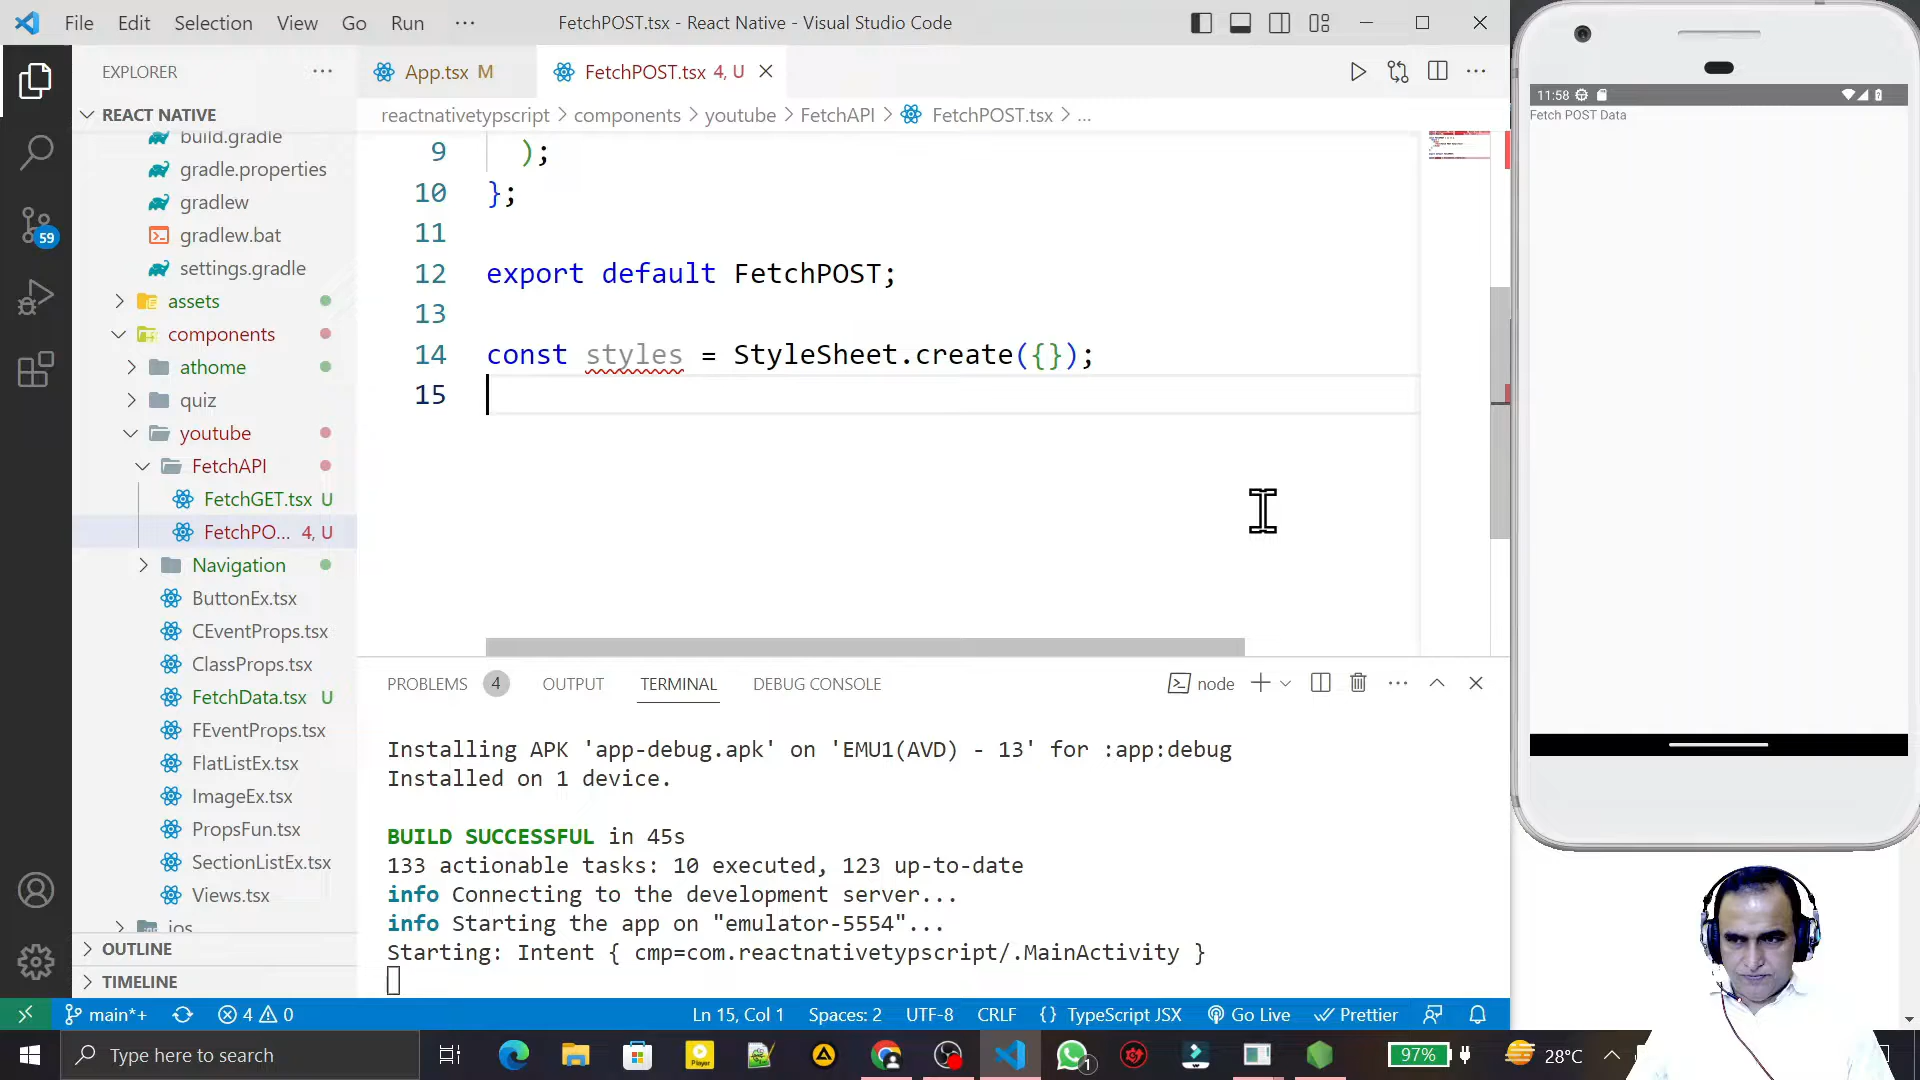 File Edit Selection View Go Run ··· FetchPOST.tsx - React Native - Visual Studio Code
EXPLORER ···
App.tsx M FetchPOST.tsx 4, U
REACT NATIVE
reactnativetypscript > components > youtube > FetchAPI > FetchPOST.tsx > ...
build.gradle
gradle.properties
gradlew
gradlew.bat
settings.gradle
assets
components
athome
quiz
youtube
FetchAPI
FetchGET.tsx U
FetchPO... 4, U
Navigation
ButtonEx.tsx
CEventProps.tsx
ClassProps.tsx
FetchData.tsx U
FEventProps.tsx
FlatListEx.tsx
ImageEx.tsx
PropsFun.tsx
SectionListEx.tsx
Views.tsx
ios
OUTLINE
TIMELINE
59
9 );
10 };
11
12 export default FetchPOST;
13
14 const styles = StyleSheet.create({});
15
PROBLEMS 4 OUTPUT TERMINAL DEBUG CONSOLE node
Installing APK 'app-debug.apk' on 'EMU1(AVD) - 13' for :app:debug
Installed on 1 device.
BUILD SUCCESSFUL in 45s
133 actionable tasks: 10 executed, 123 up-to-date
info Connecting to the development server...
info Starting the app on "emulator-5554"...
Starting: Intent { cmp=com.reactnativetypscript/.MainActivity }
main*+ 4 0 Ln 15, Col 1 Spaces: 2 UTF-8 CRLF {} TypeScript JSX Go Live Prettier
11:58
Fetch POST Data
Type here to search
Player
1
97%
28°C